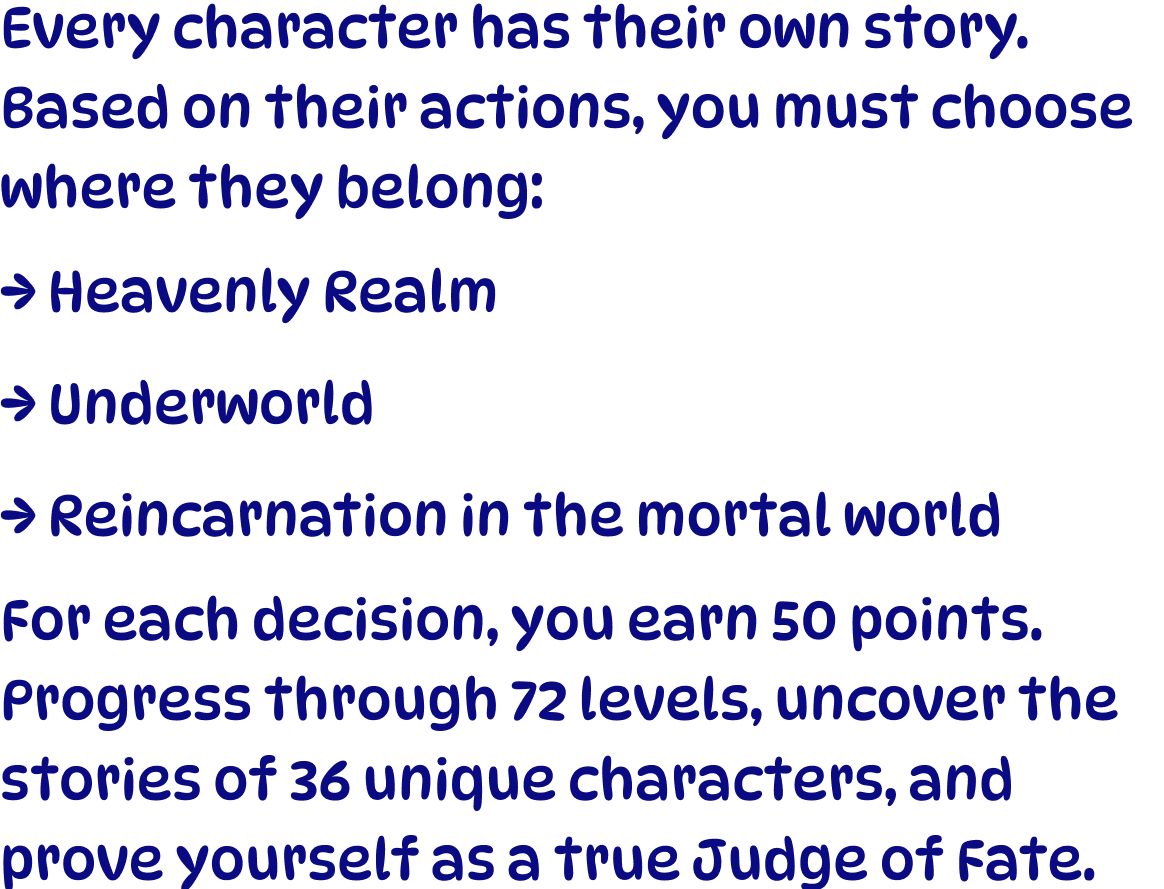 Every character has their own story.
Based on their actions, you must choose
where they belong:
→ Heavenly Realm
→ Underworld
→ Reincarnation in the mortal world
For each decision, you earn 50 points.
Progress through 72 levels, uncover the
stories of 36 unique characters, and
prove yourself as a true Judge of Fate.